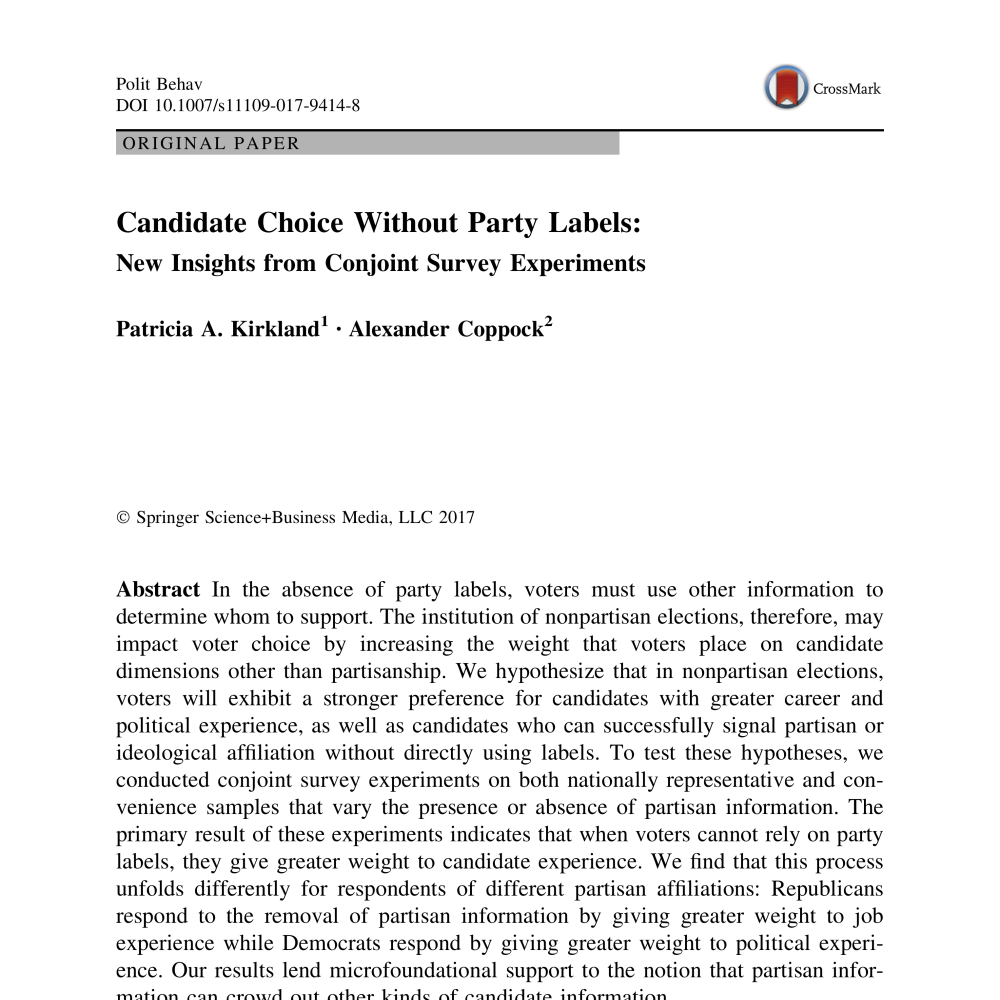 Polit Behav
DOI 10.1007/s11109-017-9414-8
CrossMark
ORIGINAL PAPER
Candidate Choice Without Party Labels:
New Insights from Conjoint Survey Experiments
Patricia A. Kirkland1 · Alexander Coppock2
© Springer Science+Business Media, LLC 2017
Abstract In the absence of party labels, voters must use other information to
determine whom to support. The institution of nonpartisan elections, therefore, may
impact voter choice by increasing the weight that voters place on candidate
dimensions other than partisanship. We hypothesize that in nonpartisan elections,
voters will exhibit a stronger preference for candidates with greater career and
political experience, as well as candidates who can successfully signal partisan or
ideological affiliation without directly using labels. To test these hypotheses, we
conducted conjoint survey experiments on both nationally representative and con-
venience samples that vary the presence or absence of partisan information. The
primary result of these experiments indicates that when voters cannot rely on party
labels, they give greater weight to candidate experience. We find that this process
unfolds differently for respondents of different partisan affiliations: Republicans
respond to the removal of partisan information by giving greater weight to job
experience while Democrats respond by giving greater weight to political experi-
ence. Our results lend microfoundational support to the notion that partisan infor-
mation can crowd out other kinds of candidate information.